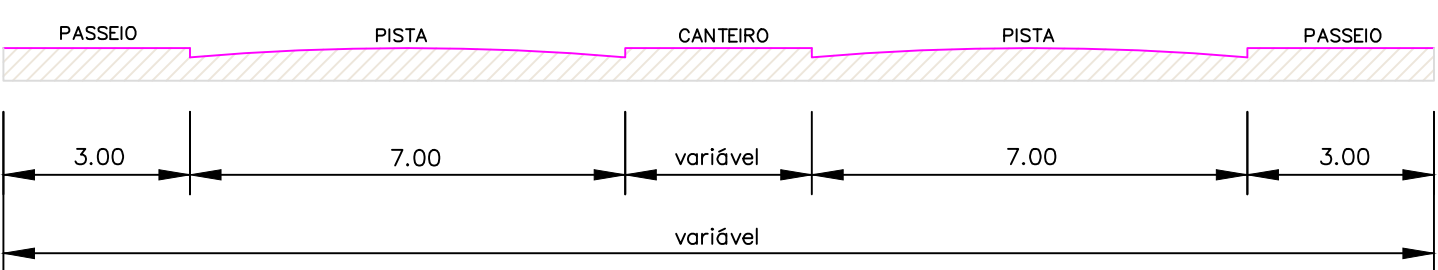 PASSEIO PISTA CANTEIRO PISTA PASSEIO
3.00 7.00 variável 7.00 3.00
variável